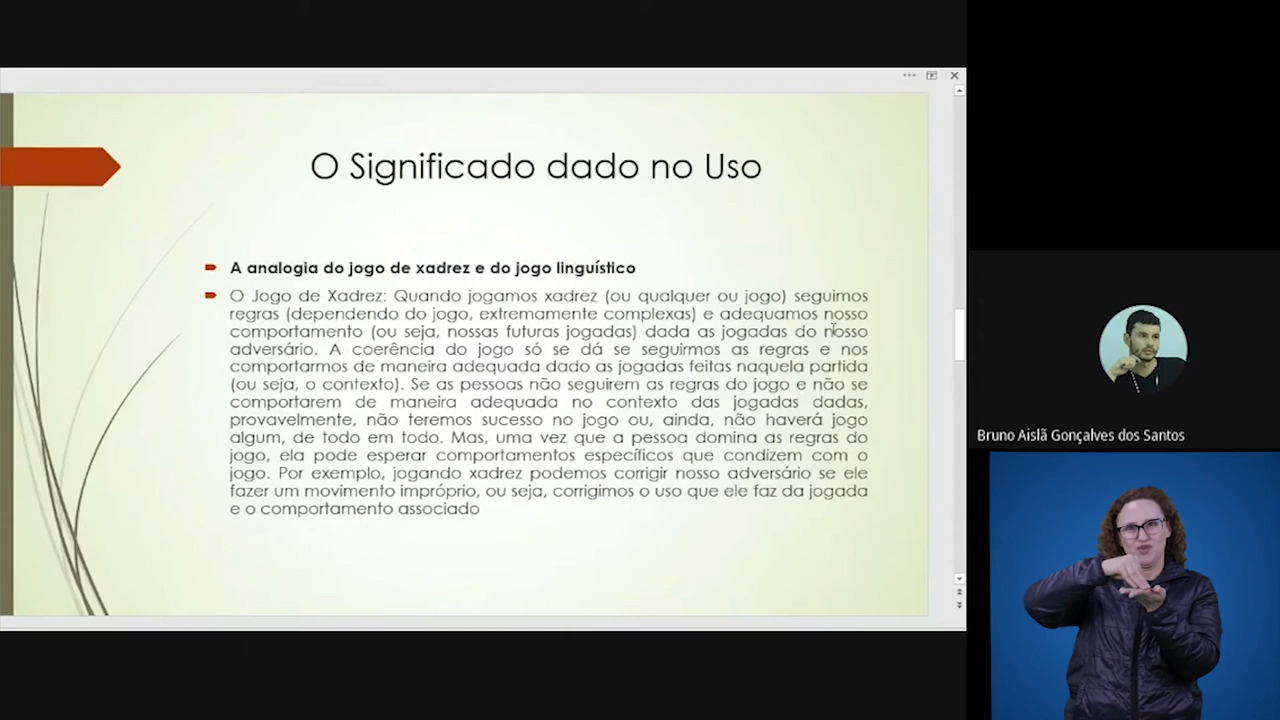 O Significado dado no Uso
A analogia do jogo de xadrez e do jogo linguístico
O Jogo de Xadrez: Quando jogamos xadrez (ou qualquer ou jogo) seguimos
regras (dependendo do jogo, extremamente complexas) e adequamos nosso
comportamento (ou seja, nossas futuras jogadas) dada as jogadas do nosso
adversário. A coerência do jogo só se dá se seguirmos as regras e nos
comportarmos de maneira adequada dado as jogadas feitas naquela partida
(ou seja, o contexto). Se as pessoas não seguirem as regras do jogo e não se
comportarem de maneira adequada no contexto das jogadas dadas,
provavelmente, não teremos sucesso no jogo ou, ainda, não haverá jogo
algum, de todo em todo. Mas, uma vez que a pessoa domina as regras do
jogo, ela pode esperar comportamentos específicos que condizem com o
jogo. Por exemplo, jogando xadrez podemos corrigir nosso adversário se ele
fazer um movimento impróprio, ou seja, corrigimos o uso que ele faz da jogada
e o comportamento associado
Bruno Aislã Gonçalves dos Santos